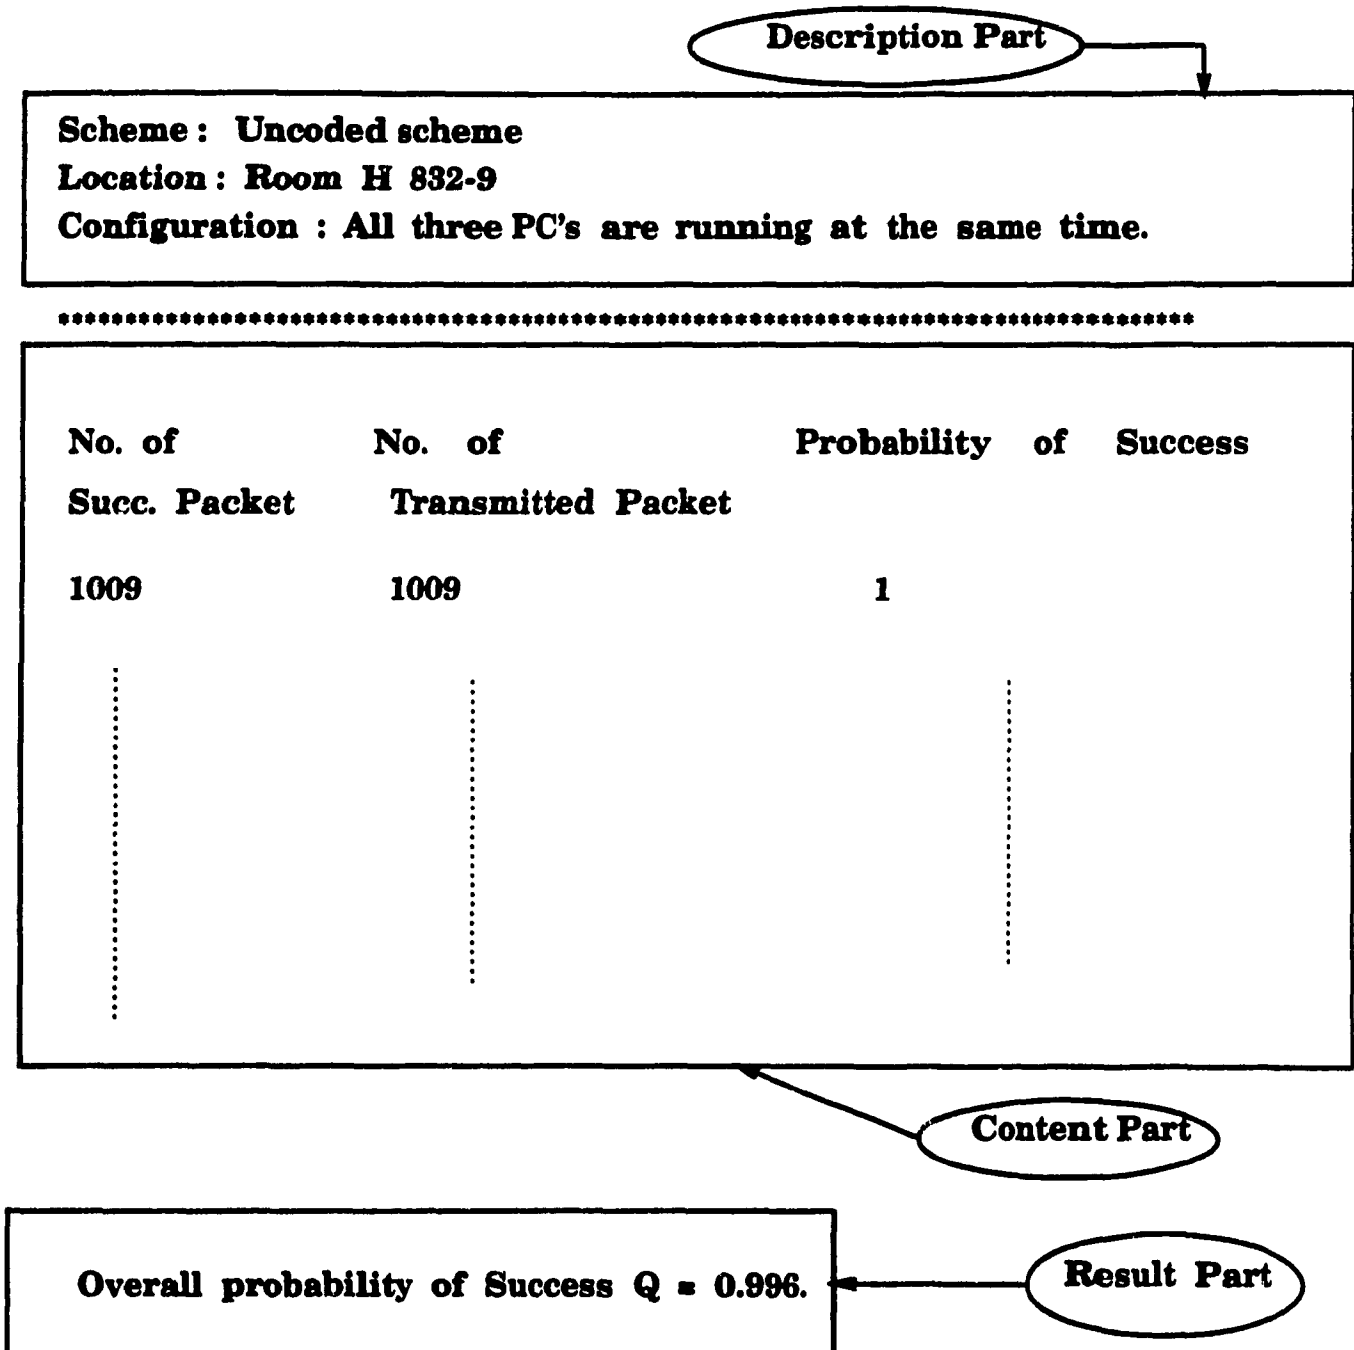 Description Part
Scheme : Uncoded scheme
Location : Room H 832-9
Configuration : All three PC's are running at the same time.
No. of No. of Probability of Success
Succ. Packet Transmitted Packet
1009 1009 1
Content Part
Overall probability of Success Q = 0.996.
Result Part